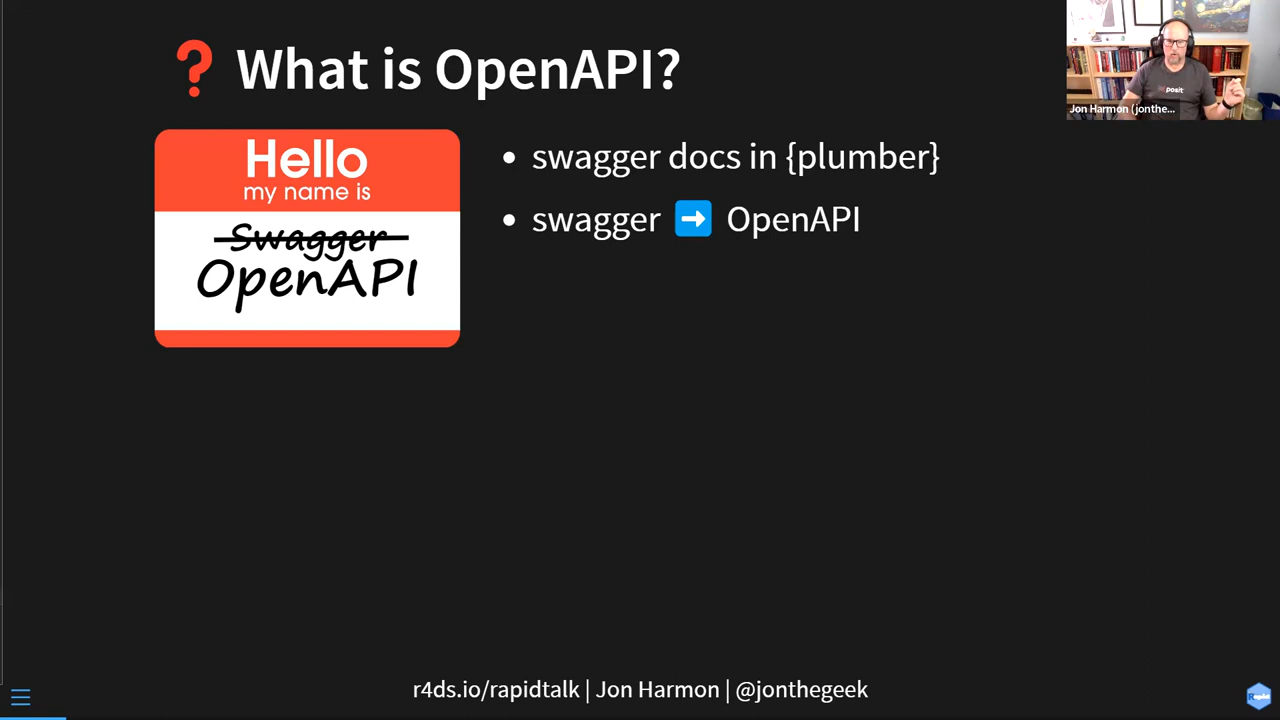 ❓ What is OpenAPI?
Hello
my name is
Swagger
OpenAPI
• swagger docs in {plumber}
• swagger ➡️ OpenAPI
posit
Jon Harmon (jonthe...
r4ds.io/rapidtalk | Jon Harmon | @jonthegeek